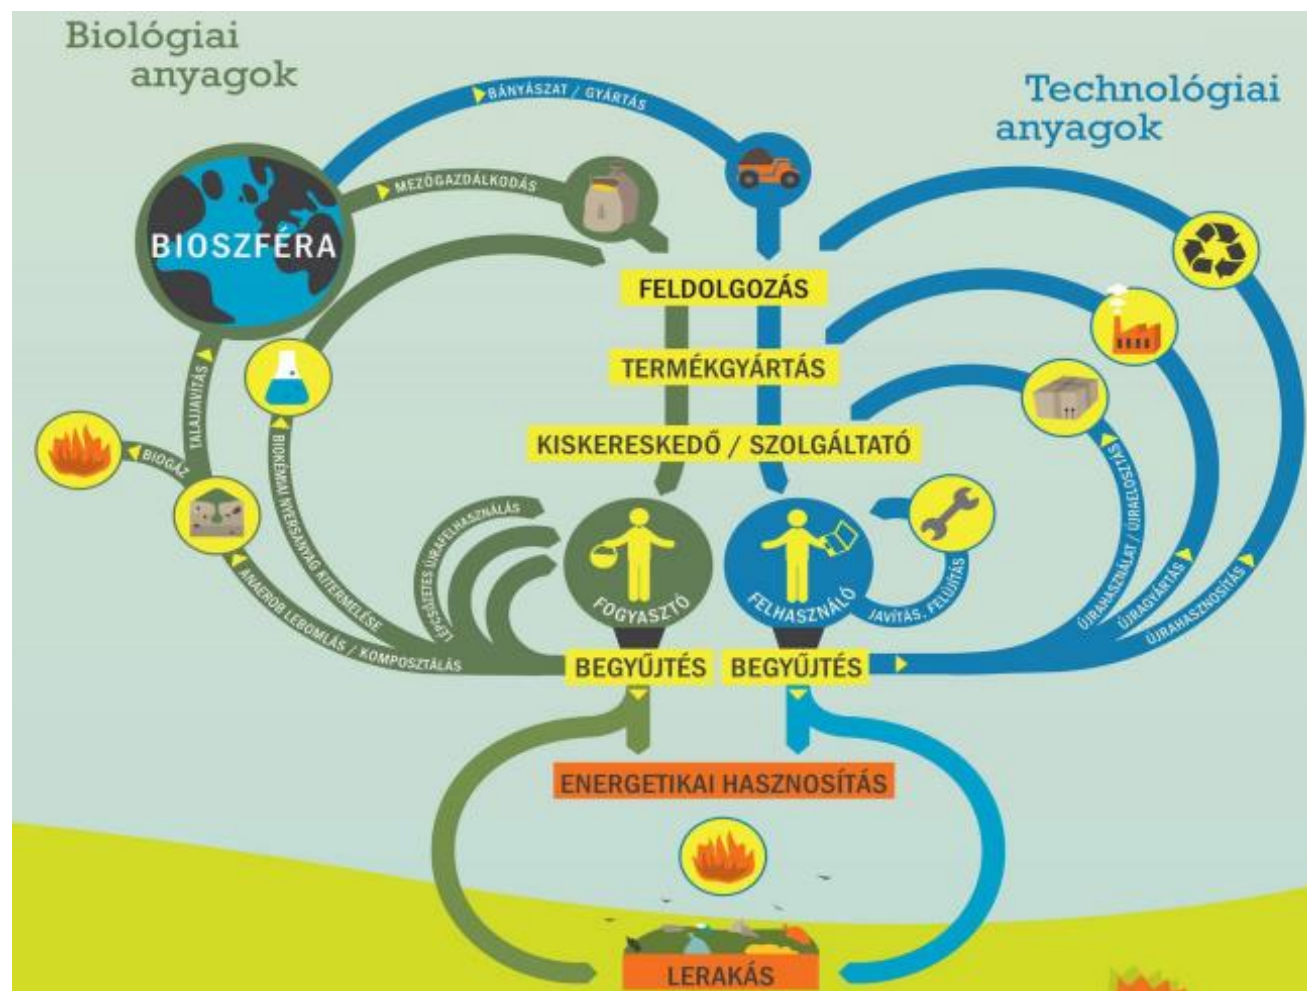 Biológiai
anyagok
Technológiai
anyagok
BÁNYÁSZAT / GYÁRTÁS
MEZŐGAZDÁLKODÁS
BIOSZFÉRA
FELDOLGOZÁS
TERMÉKGYÁRTÁS
KISKERESKEDŐ / SZOLGÁLTATÓ
TALAJJAVÍTÁS
BIOGÁZ
BIOKÉMIAI NYERSANYAG KITERMELÉSE
ANAEROB LEBOMLÁS / KOMPOSZTÁLÁS
LÉPCSŐZETES ÚJRAFELHASZNÁLÁS
FOGYASZTÓ
FELHASZNÁLÓ
JAVÍTÁS, FELÚJÍTÁS
ÚJRAHASZNÁLAT / ÚJRAELOSZTÁS
ÚJRAGYÁRTÁS
ÚJRAHASZNOSÍTÁS
BEGYŰJTÉS
BEGYŰJTÉS
ENERGETIKAI HASZNOSÍTÁS
LERAKÁS